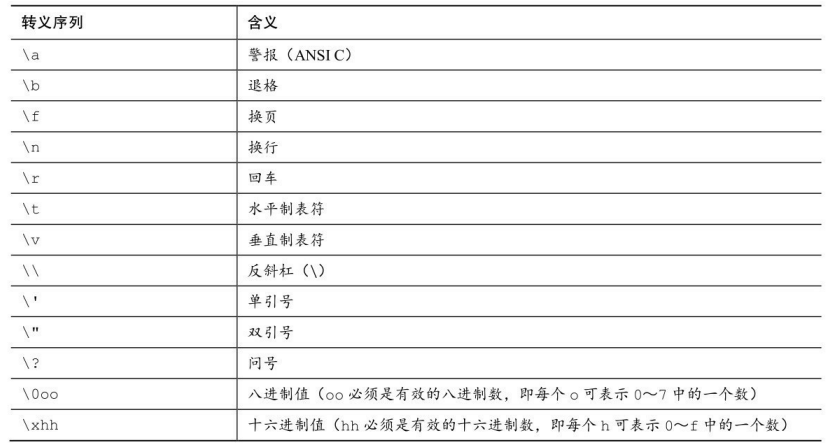 转义序列 含义
\a 警报（ANSI C）
\b 退格
\f 换页
\n 换行
\r 回车
\t 水平制表符
\v 垂直制表符
\\ 反斜杠（\）
\' 单引号
\" 双引号
\? 问号
\0oo 八进制值（oo 必须是有效的八进制数，即每个 o 可表示 0～7 中的一个数）
\xhh 十六进制值（hh 必须是有效的十六进制数，即每个 h 可表示 0～f 中的一个数）